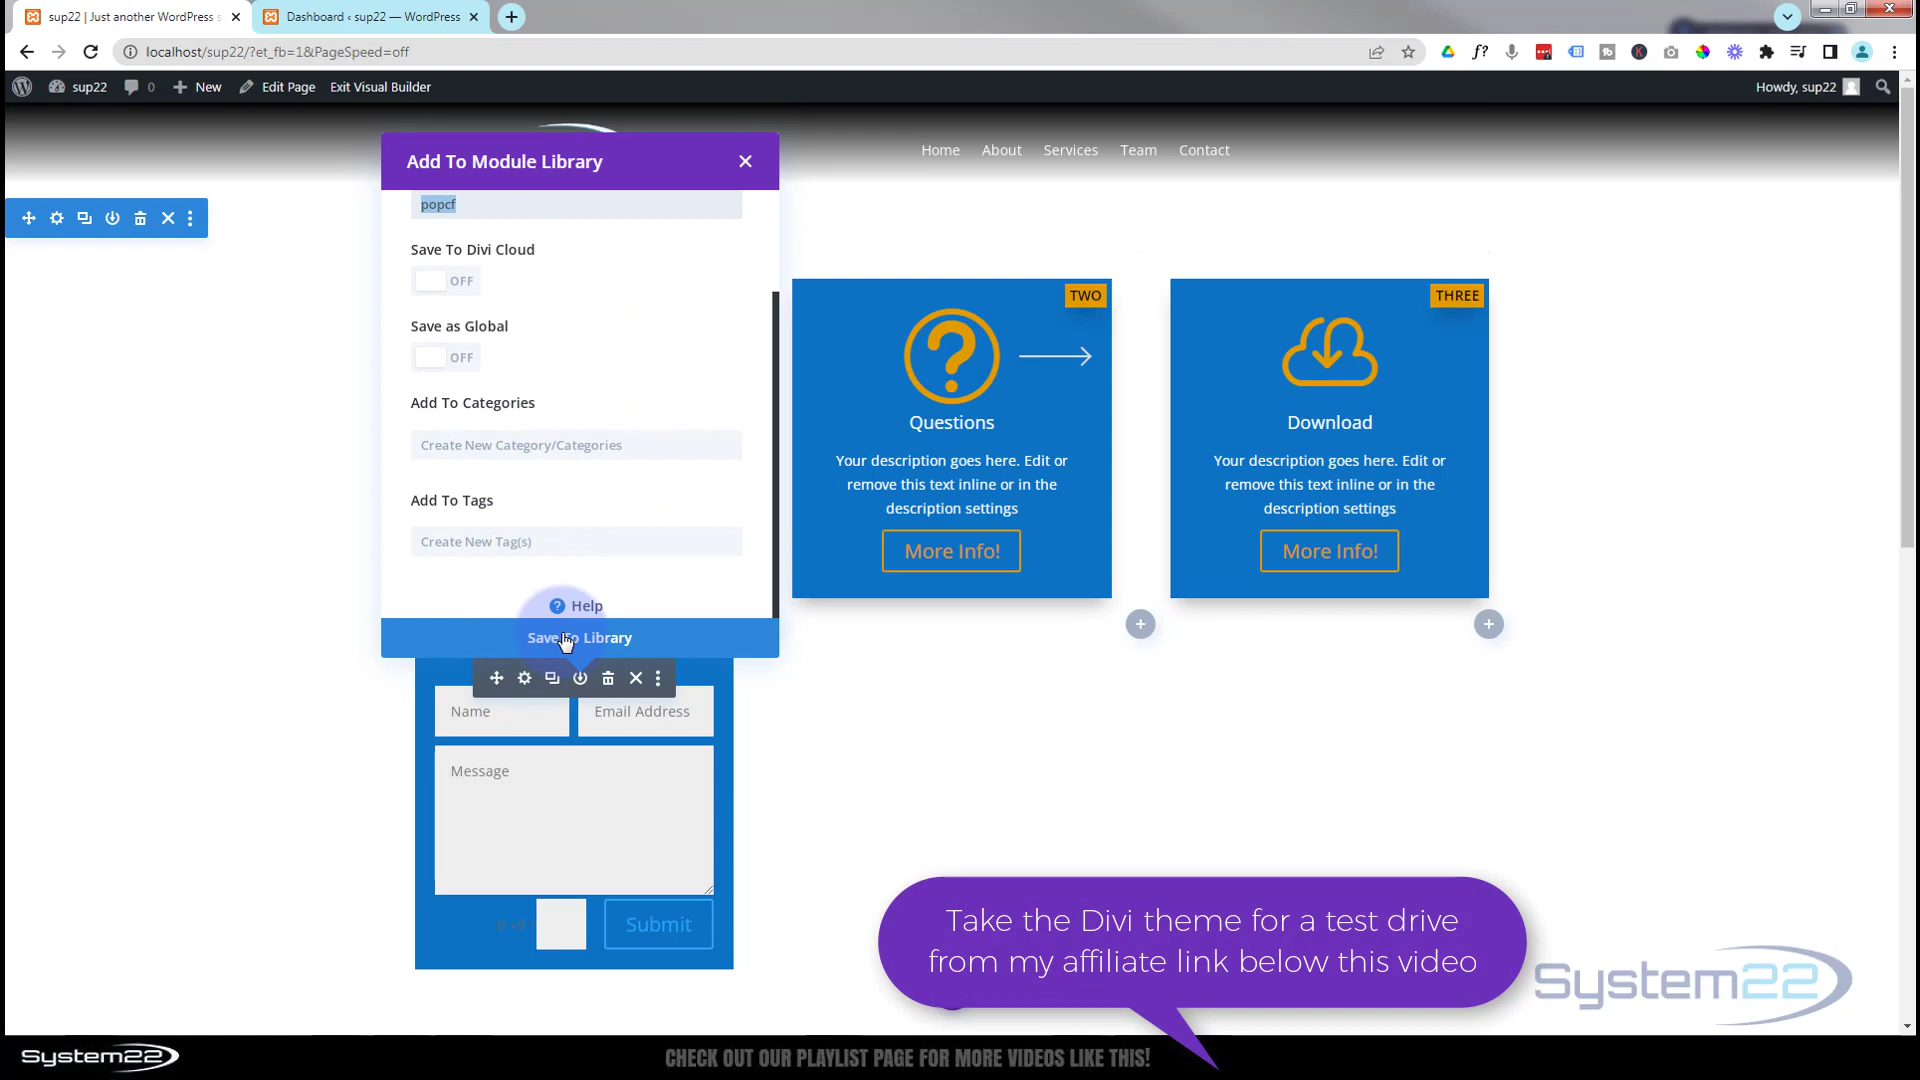 sup22 | Just another WordPress s
Dashboard ‹ sup22 — WordPress
localhost/sup22/?et_fb=1&PageSpeed=off
sup22
0
New
Edit Page
Exit Visual Builder
Howdy, sup22
Home
About
Services
Team
Contact
Add To Module Library
popcf
Save To Divi Cloud
OFF
Save as Global
OFF
Add To Categories
Create New Category/Categories
Add To Tags
Create New Tag(s)
Help
Save To Library
TWO
Questions
Your description goes here. Edit or
remove this text inline or in the
description settings
More Info!
THREE
Download
Your description goes here. Edit or
remove this text inline or in the
description settings
More Info!
Name
Email Address
Message
Submit
Take the Divi theme for a test drive
from my affiliate link below this video
System22
System22
CHECK OUT OUR PLAYLIST PAGE FOR MORE VIDEOS LIKE THIS!